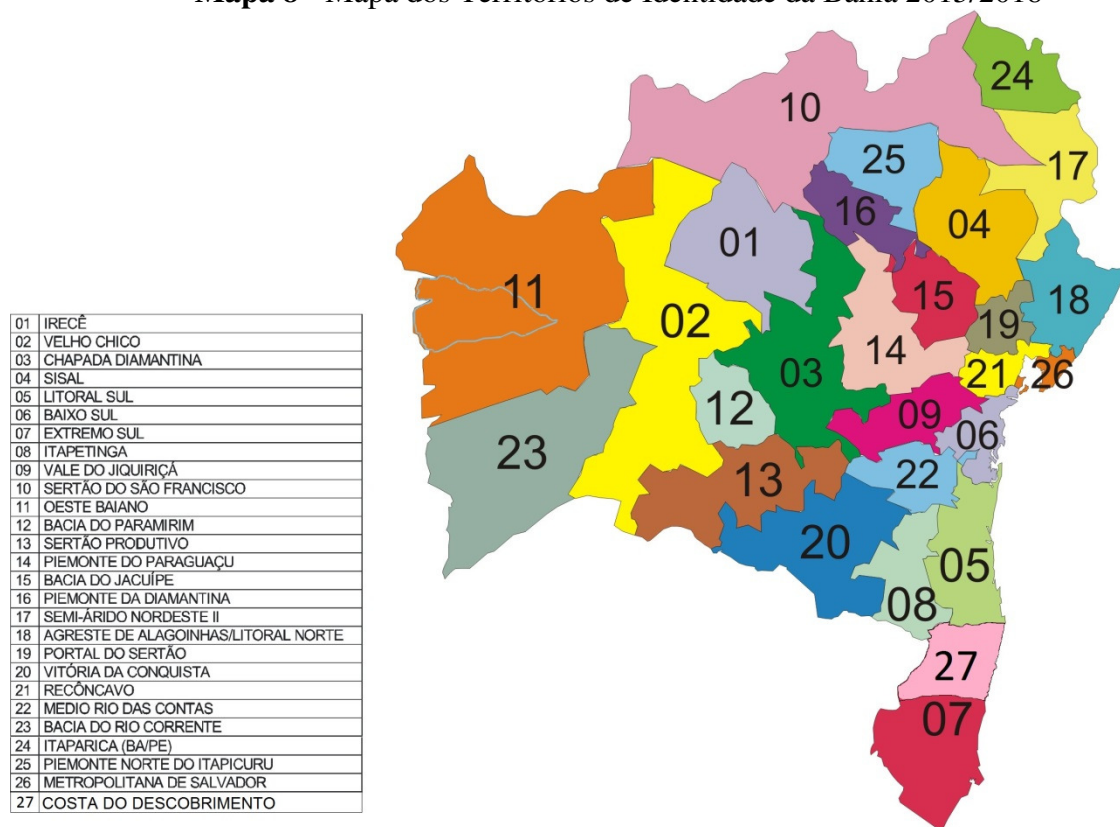 Mapa - Mapa dos Territórios de Identidade da Bahia
24
10
25
17
16
04
01
11
15
18
02
19
14
03
21
26
12
09
06
23
22
13
20
05
08
27
07
01 IRECÊ
02 VELHO CHICO
03 CHAPADA DIAMANTINA
04 SISAL
05 LITORAL SUL
06 BAIXO SUL
07 EXTREMO SUL
08 ITAPETINGA
09 VALE DO JIQUIRIÇÁ
10 SERTÃO DO SÃO FRANCISCO
11 OESTE BAIANO
12 BACIA DO PARAMIRIM
13 SERTÃO PRODUTIVO
14 PIEMONTE DO PARAGUAÇU
15 BACIA DO JACUÍPE
16 PIEMONTE DA DIAMANTINA
17 SEMI-ÁRIDO NORDESTE II
18 AGRESTE DE ALAGOINHAS/LITORAL NORTE
19 PORTAL DO SERTÃO
20 VITÓRIA DA CONQUISTA
21 RECÔNCAVO
22 MEDIO RIO DAS CONTAS
23 BACIA DO RIO CORRENTE
24 ITAPARICA (BA/PE)
25 PIEMONTE NORTE DO ITAPICURU
26 METROPOLITANA DE SALVADOR
27 COSTA DO DESCOBRIMENTO